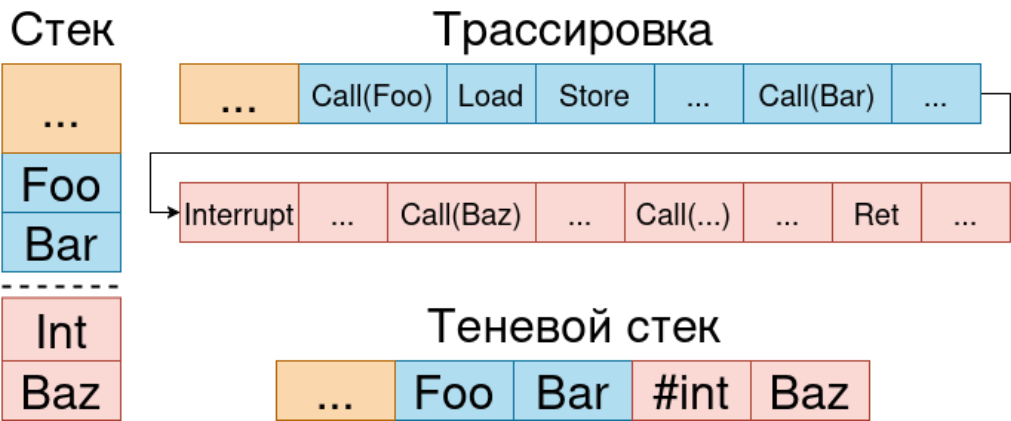 Стек
...
Foo
Bar
Int
Baz
Трассировка
... Call(Foo) Load Store ... Call(Bar) ...
Interrupt ... Call(Baz) ... Call(...) ... Ret ...
Теневой стек
... Foo Bar #int Baz